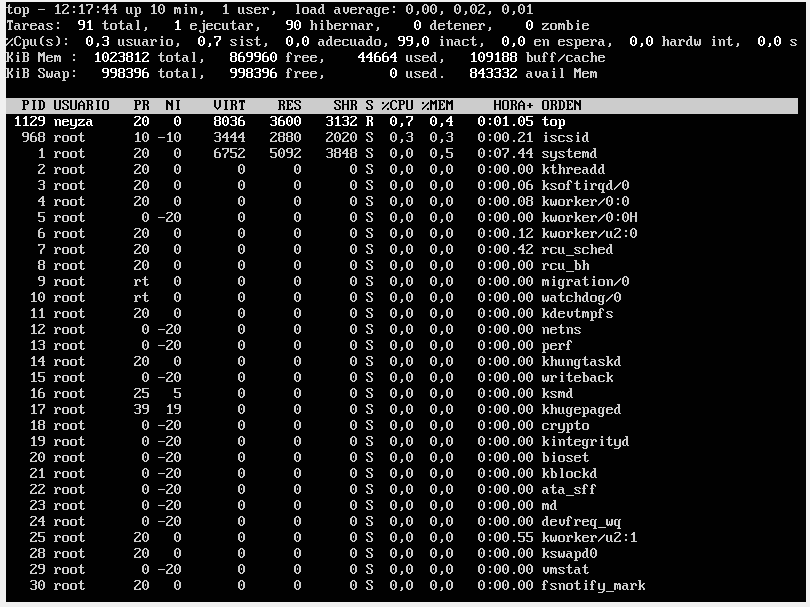 top - 12:17:44 up 10 min,  1 user,  load average: 0,00, 0,02, 0,01
Tareas:  91 total,   1 ejecutar,   90 hibernar,    0 detener,    0 zombie
%Cpu(s):  0,3 usuario,  0,7 sist,  0,0 adecuado, 99,0 inact,  0,0 en espera,  0,0 hardw int,  0,0 s
KiB Mem :  1023812 total,   869960 free,    44664 used,   109188 buff/cache
KiB Swap:   998396 total,   998396 free,        0 used.   843332 avail Mem
PID USUARIO   PR  NI    VIRT    RES    SHR S %CPU %MEM     HORA+ ORDEN
1129 neyza     20   0    8036   3600   3132 R  0,7  0,4   0:01.05 top
968 root      10 -10    3444   2880   2020 S  0,3  0,3   0:00.21 iscsid
1 root      20   0    6752   5092   3848 S  0,0  0,5   0:07.44 systemd
2 root      20   0       0      0      0 S  0,0  0,0   0:00.00 kthreadd
3 root      20   0       0      0      0 S  0,0  0,0   0:00.06 ksoftirqd/0
4 root      20   0       0      0      0 S  0,0  0,0   0:00.08 kworker/0:0
5 root       0 -20       0      0      0 S  0,0  0,0   0:00.00 kworker/0:0H
6 root      20   0       0      0      0 S  0,0  0,0   0:00.12 kworker/u2:0
7 root      20   0       0      0      0 S  0,0  0,0   0:00.42 rcu_sched
8 root      20   0       0      0      0 S  0,0  0,0   0:00.00 rcu_bh
9 root      rt   0       0      0      0 S  0,0  0,0   0:00.00 migration/0
10 root      rt   0       0      0      0 S  0,0  0,0   0:00.00 watchdog/0
11 root      20   0       0      0      0 S  0,0  0,0   0:00.00 kdevtmpfs
12 root       0 -20       0      0      0 S  0,0  0,0   0:00.00 netns
13 root       0 -20       0      0      0 S  0,0  0,0   0:00.00 perf
14 root      20   0       0      0      0 S  0,0  0,0   0:00.00 khungtaskd
15 root       0 -20       0      0      0 S  0,0  0,0   0:00.00 writeback
16 root      25   5       0      0      0 S  0,0  0,0   0:00.00 ksmd
17 root      39  19       0      0      0 S  0,0  0,0   0:00.00 khugepaged
18 root       0 -20       0      0      0 S  0,0  0,0   0:00.00 crypto
19 root       0 -20       0      0      0 S  0,0  0,0   0:00.00 kintegrityd
20 root       0 -20       0      0      0 S  0,0  0,0   0:00.00 bioset
21 root       0 -20       0      0      0 S  0,0  0,0   0:00.00 kblockd
22 root       0 -20       0      0      0 S  0,0  0,0   0:00.00 ata_sff
23 root       0 -20       0      0      0 S  0,0  0,0   0:00.00 md
24 root       0 -20       0      0      0 S  0,0  0,0   0:00.00 devfreq_wq
25 root      20   0       0      0      0 S  0,0  0,0   0:00.55 kworker/u2:1
28 root      20   0       0      0      0 S  0,0  0,0   0:00.00 kswapd0
29 root       0 -20       0      0      0 S  0,0  0,0   0:00.00 vmstat
30 root      20   0       0      0      0 S  0,0  0,0   0:00.00 fsnotify_mark